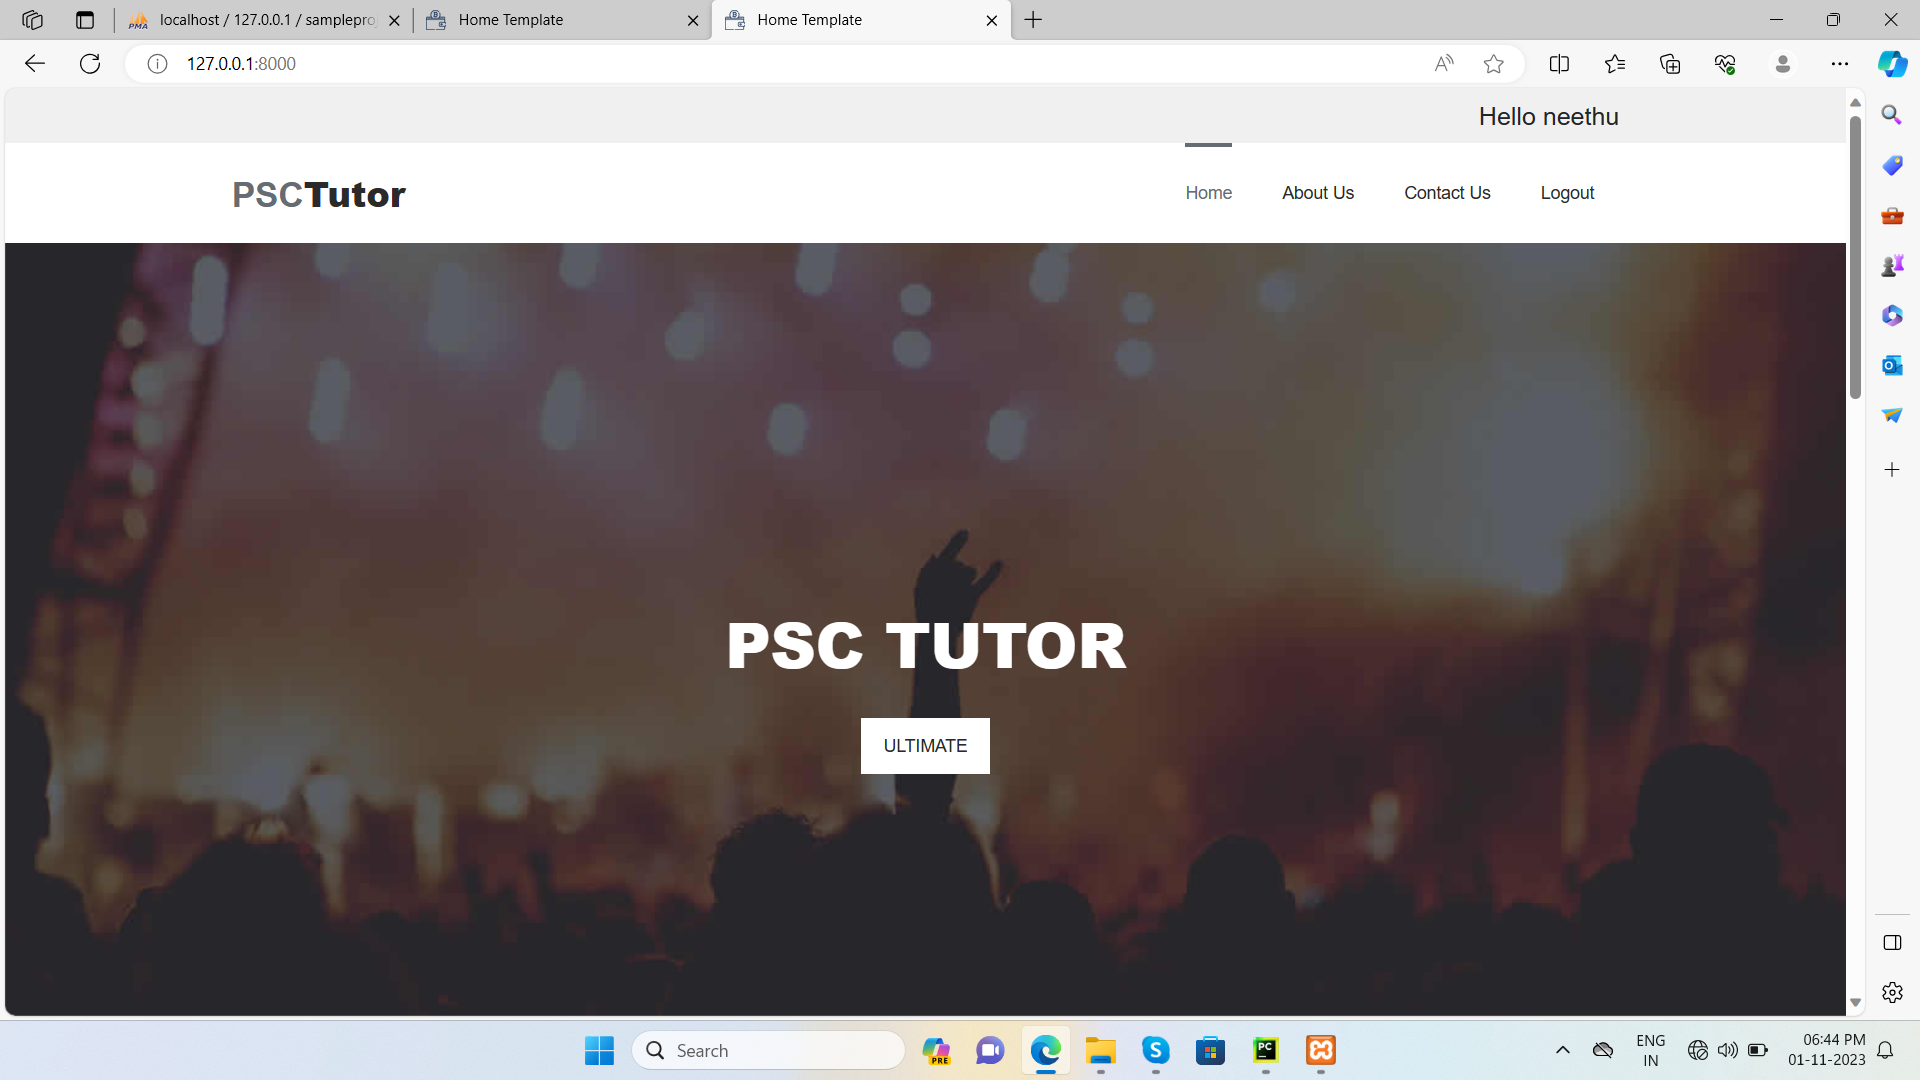 localhost / 127.0.0.1 / samplepro
Home Template
Home Template
127.0.0.1:8000
Hello neethu
PSCTutor
Home
About Us
Contact Us
Logout
PSC TUTOR
ULTIMATE
Search
ENG
IN
06:44 PM
01-11-2023